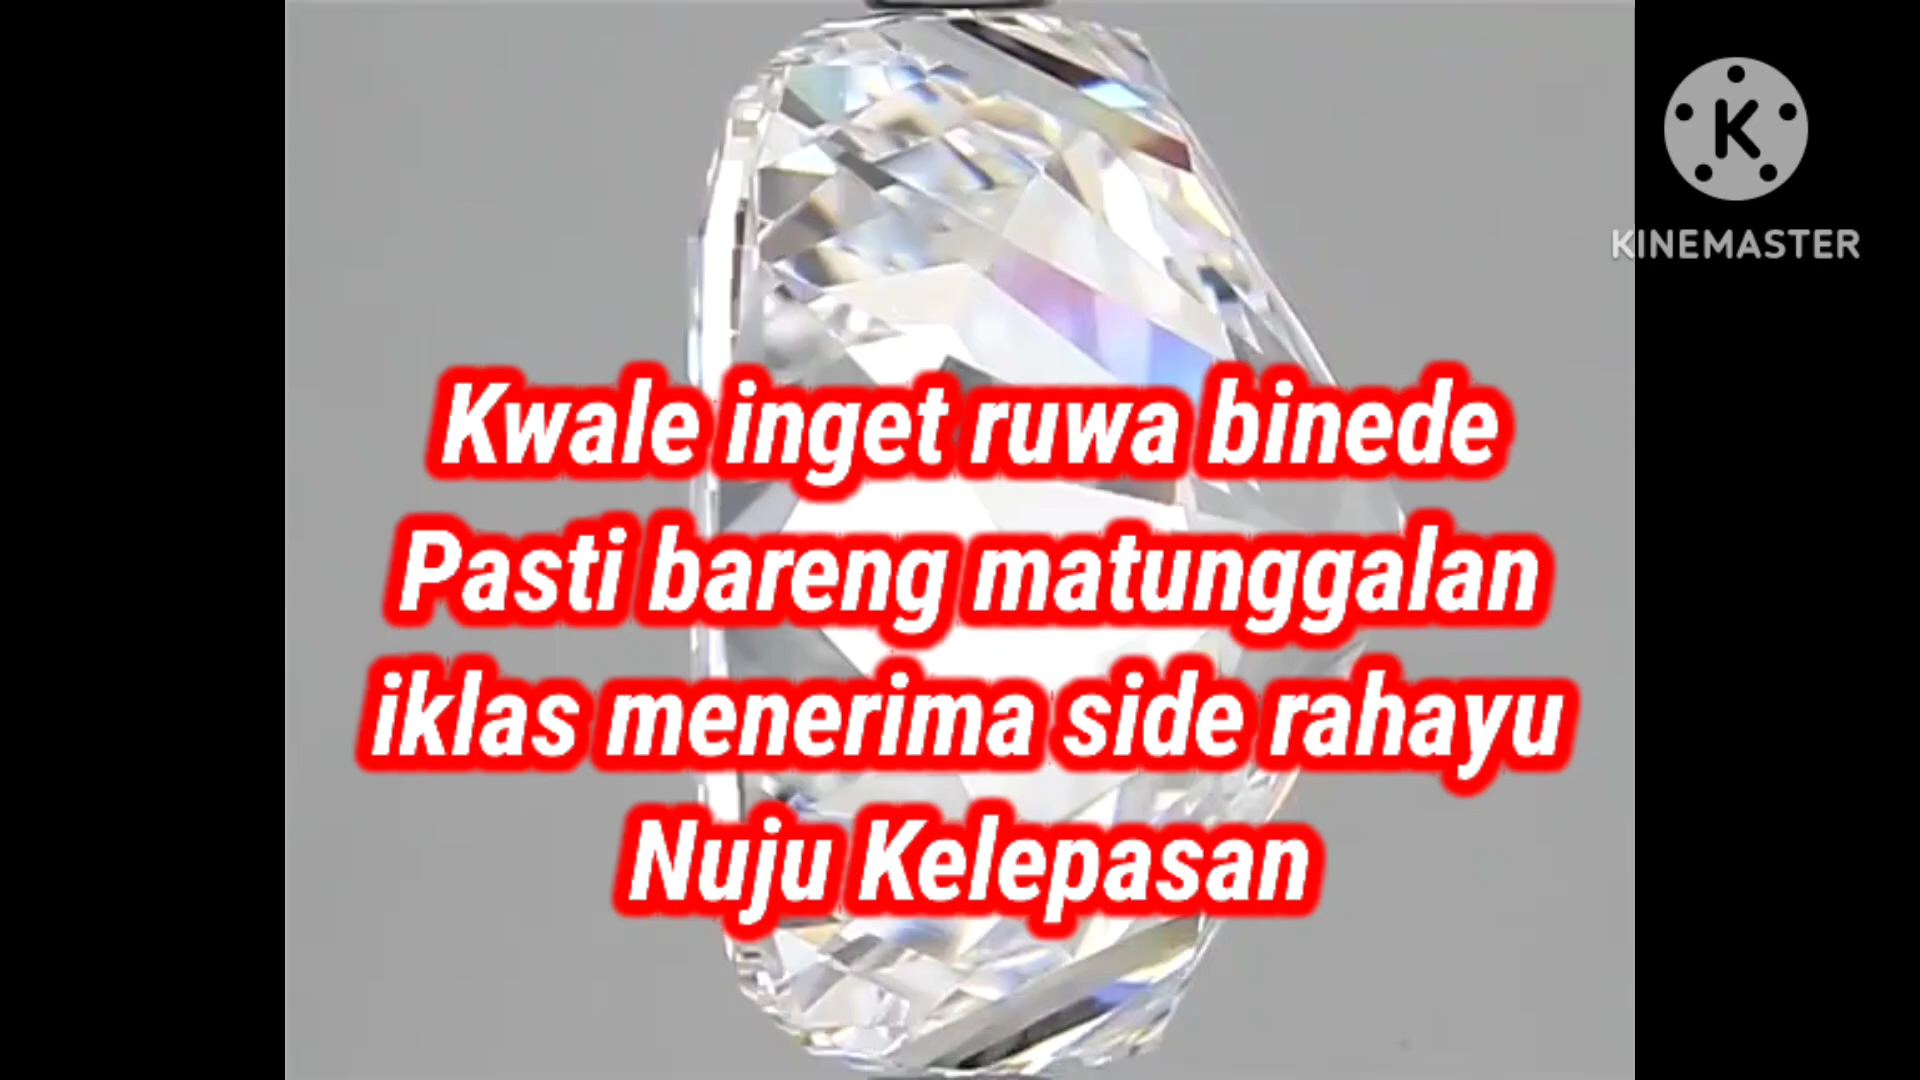 K
KINEMASTER
Kwale inget ruwa binede
Pasti bareng matunggalan
iklas menerima side rahayu
Nuju Kelepasan